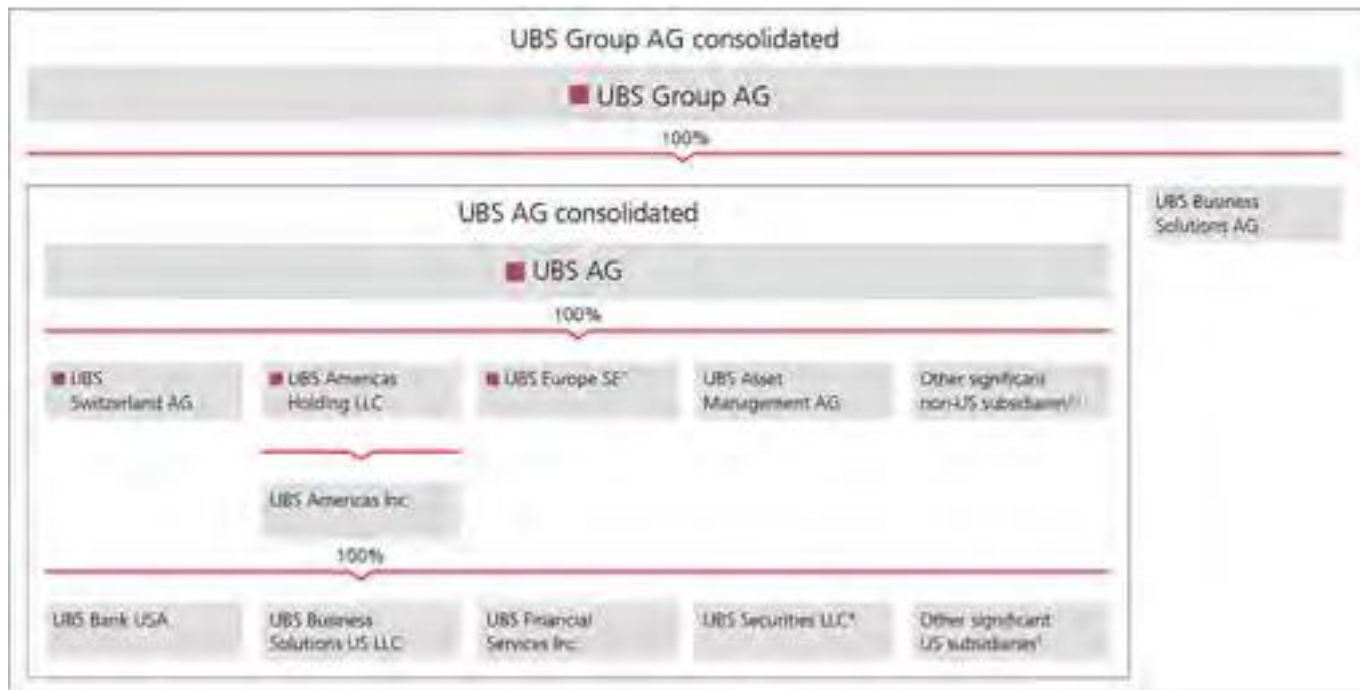 UBS Group AG consolidated
UBS Group AG
100%
UBS Business
Solutions AG
UBS AG consolidated
UBS AG
100%
UBS
Switzerland AG
UBS Americas
Holding LLC
UBS Europe SE
UBS Asset
Management AG
Other significant
non-US subsidiaries
UBS Americas Inc.
100%
UBS Bank USA
UBS Business
Solutions US LLC
UBS Financial
Services Inc.
UBS Securities LLC
Other significant
US subsidiaries